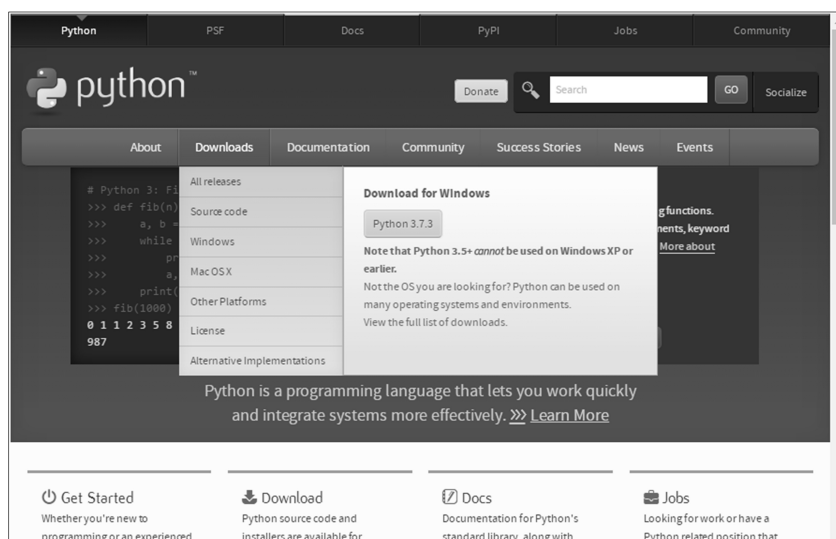 Python
PSF
Docs
PyPI
Jobs
Community
python™
Donate
Search
GO
Socialize
About
Downloads
Documentation
Community
Success Stories
News
Events
All releases
Source code
Windows
Mac OS X
Other Platforms
License
Alternative Implementations
Download for Windows
Python 3.7.3
Note that Python 3.5+ cannot be used on Windows XP or
earlier.
Not the OS you are looking for? Python can be used on
many operating systems and environments.
View the full list of downloads.
# Python 3: Fi
>>> def fib(n)
>>> a, b =
>>> while
>>> pr
>>> a,
>>> print(
>>> fib(1000)
0 1 1 2 3 5 8
987
g functions.
nents, keyword
More about
Python is a programming language that lets you work quickly
and integrate systems more effectively. >>> Learn More
Get Started
Whether you're new to
programming or an experienced
Download
Python source code and
installers are available for
Docs
Documentation for Python's
standard library, along with
Jobs
Looking for work or have a
Python related position that